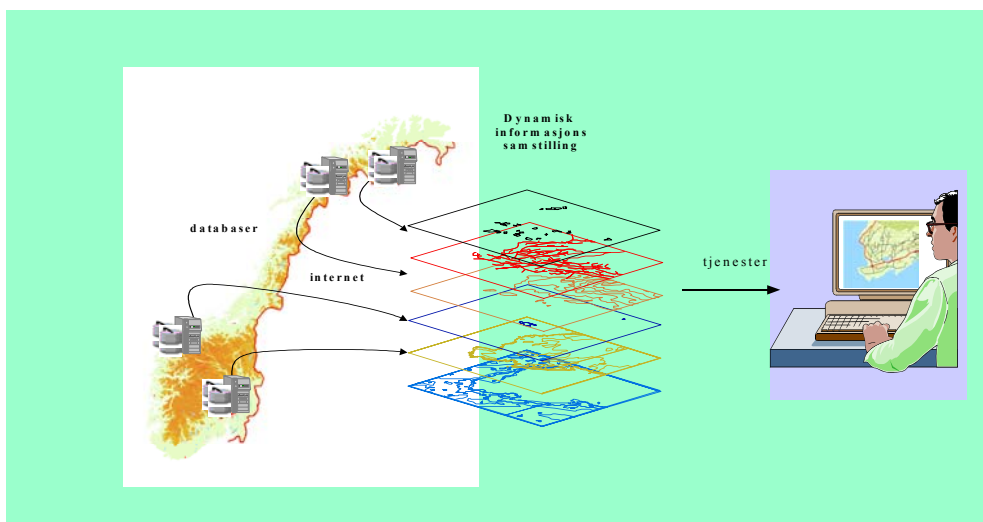 Dynamisk
informasjons
samstilling
databaser
internet
tjenester